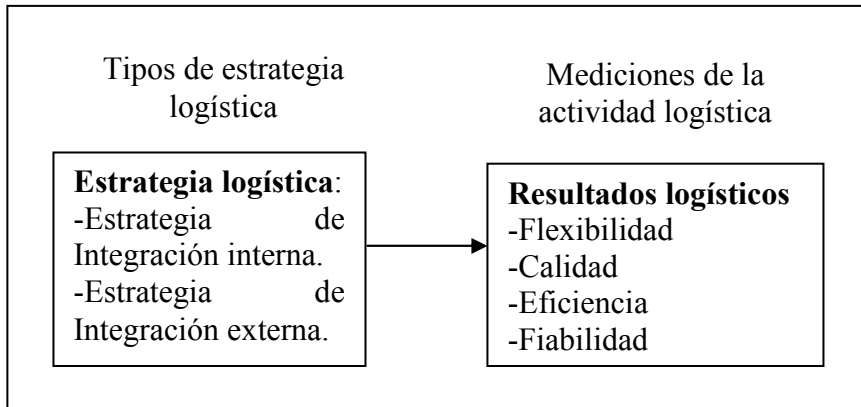 Tipos de estrategia
logística
Mediciones de la
actividad logística
Estrategia logística:
-Estrategia de
Integración interna.
-Estrategia de
Integración externa.
Resultados logísticos
-Flexibilidad
-Calidad
-Eficiencia
-Fiabilidad